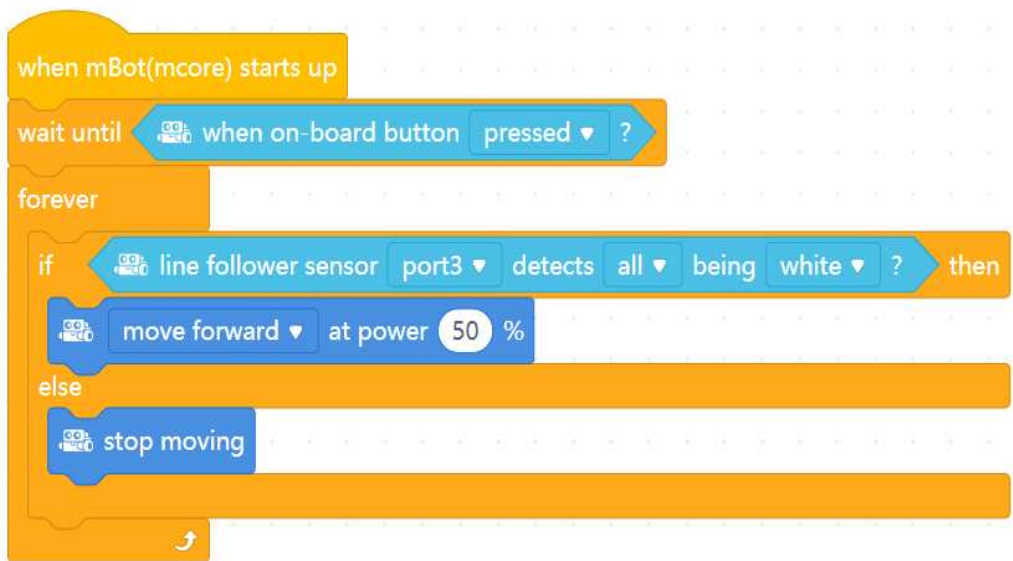 when mBot(mcore) starts up
wait until when on-board button pressed ?
forever
if line follower sensor port3 detects all being white ? then
move forward at power 50 %
else
stop moving